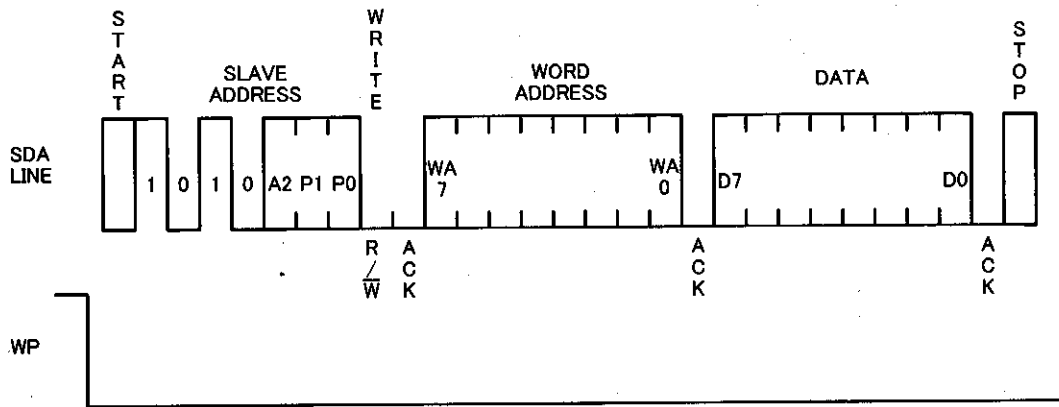 START
WRITE
STOP
SLAVE
ADDRESS
WORD
ADDRESS
DATA
SDA
LINE
1 0 1 0 A2 P1 P0
WA
7
WA
0
D7
D0
R/W̅
ACK
ACK
ACK
WP